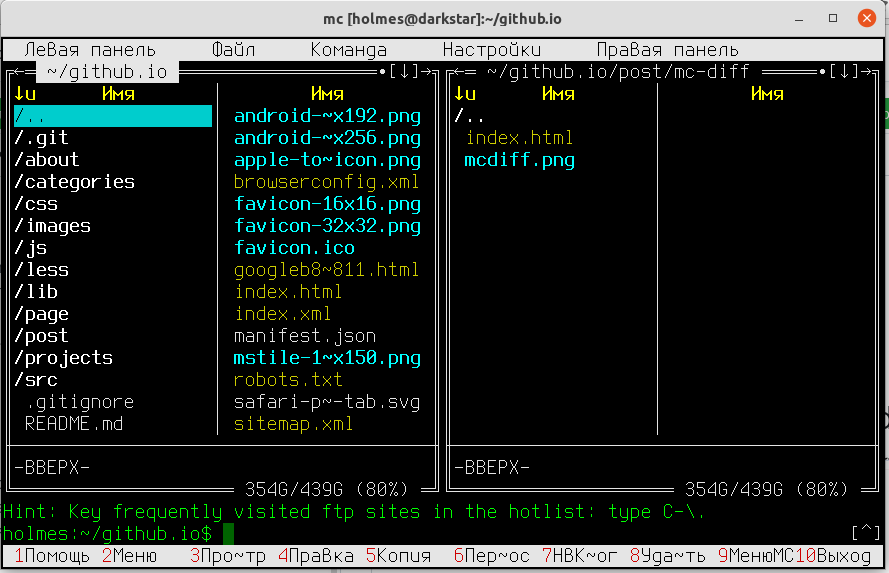 mc [holmes@darkstar]:~/github.io
Левая панель Файл Команда Настройки Правая панель
~/github.io •[↓]→ ~/github.io/post/mc-diff •[↓]→
↓и Имя Имя ↓и Имя Имя
/.. android-~x192.png /..
/.git android-~x256.png index.html
/about apple-to~icon.png mcdiff.png
/categories browserconfig.xml
/css favicon-16x16.png
/images favicon-32x32.png
/js favicon.ico
/less googleb8~811.html
/lib index.html
/page index.xml
/post manifest.json
/projects mstile-1~x150.png
/src robots.txt
.gitignore safari-p~-tab.svg
README.md sitemap.xml
-ВВЕРХ- -ВВЕРХ-
354G/439G (80%) 354G/439G (80%)
Hint: Key frequently visited ftp sites in the hotlist: type C-\.
holmes:~/github.io$ [^]
1Помощь 2Меню 3Про~тр 4Правка 5Копия 6Пер~ос 7НВК~ог 8Уда~ть 9МенюМС10Выход